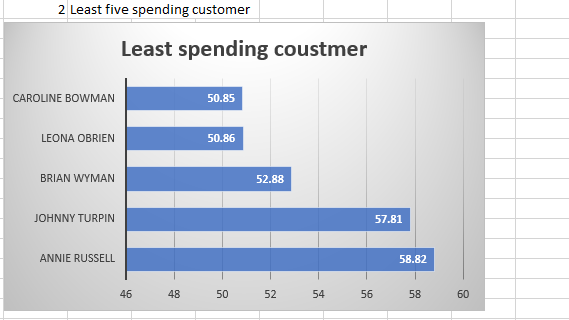 2 Least five spending customer
Least spending coustmer
CAROLINE BOWMAN 50.85
LEONA OBRIEN 50.86
BRIAN WYMAN 52.88
JOHNNY TURPIN 57.81
ANNIE RUSSELL 58.82
46 48 50 52 54 56 58 60